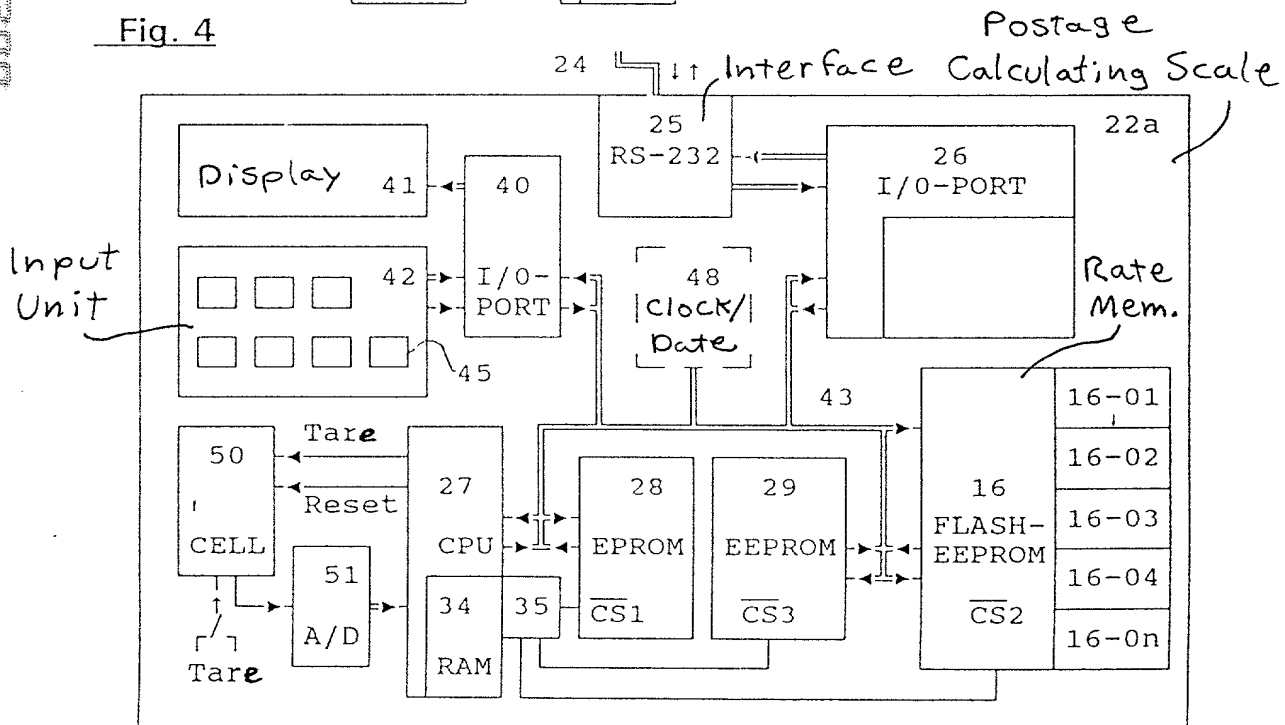 Fig. 4
Postage
Calculating Scale
24
↓↑
Interface
25
RS-232
22a
Display
41
40
I/O-
PORT
26
I/O-PORT
Input
Unit
42
45
48
Clock/
Date
Rate
Mem.
43
50
CELL
Tare
Reset
27
CPU
28
EPROM
CS1
29
EEPROM
CS3
16
FLASH-
EEPROM
CS2
16-01
16-02
16-03
16-04
16-0n
51
A/D
34
RAM
35
Tare